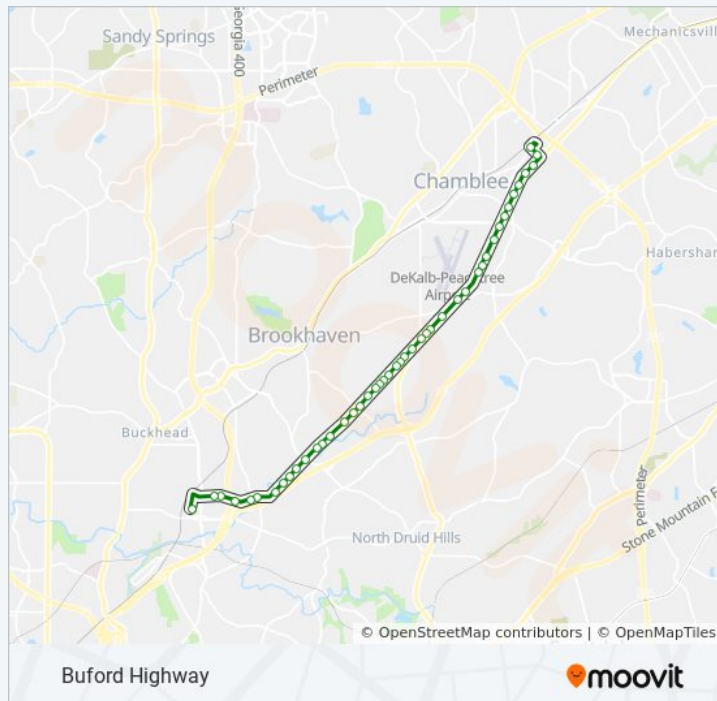 Mechanicsville
Sandy Springs
Georgia 400
Perimeter
Chamblee
Habersham
DeKalb-Peachtree
Airport
Brookhaven
Buckhead
Perimeter
North Druid Hills
Stone Mountain F
© OpenStreetMap contributors | © OpenMapTiles
Buford Highway
moovit